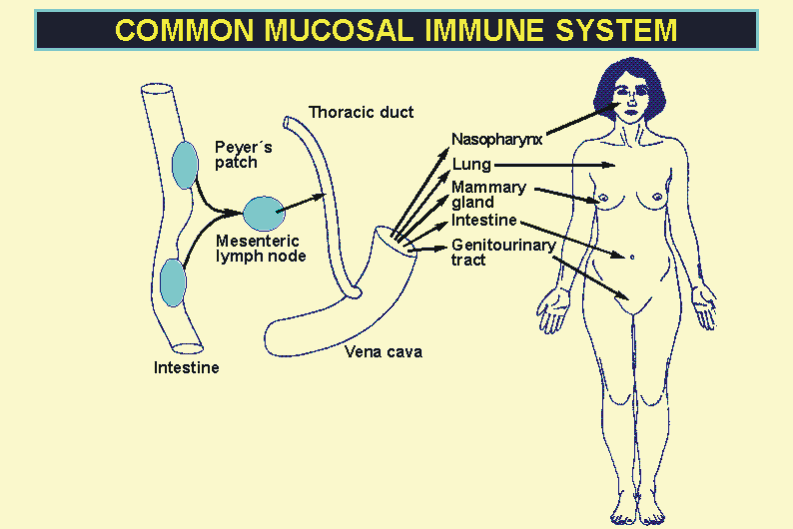 COMMON MUCOSAL IMMUNE SYSTEM
Thoracic duct
Peyer´s
patch
Mesenteric
lymph node
Intestine
Vena cava
Nasopharynx
Lung
Mammary
gland
Intestine
Genitourinary
tract